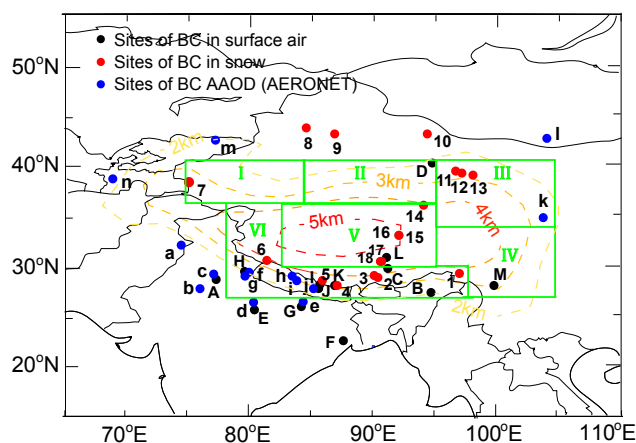 Sites of BC in surface air
Sites of BC in snow
Sites of BC AAOD (AERONET)
50°N
40°N
30°N
20°N
70°E
80°E
90°E
100°E
110°E
2km
3km
4km
5km
2km
I
II
III
IV
V
VI
m
8
9
10
l
n
7
D
11
12
13
k
14
a
16
15
6
17
L
18
H
c
f
h
5
K
3
C
1
M
b
A
g
i
I
j
J
4
2
B
d
E
G
e
F